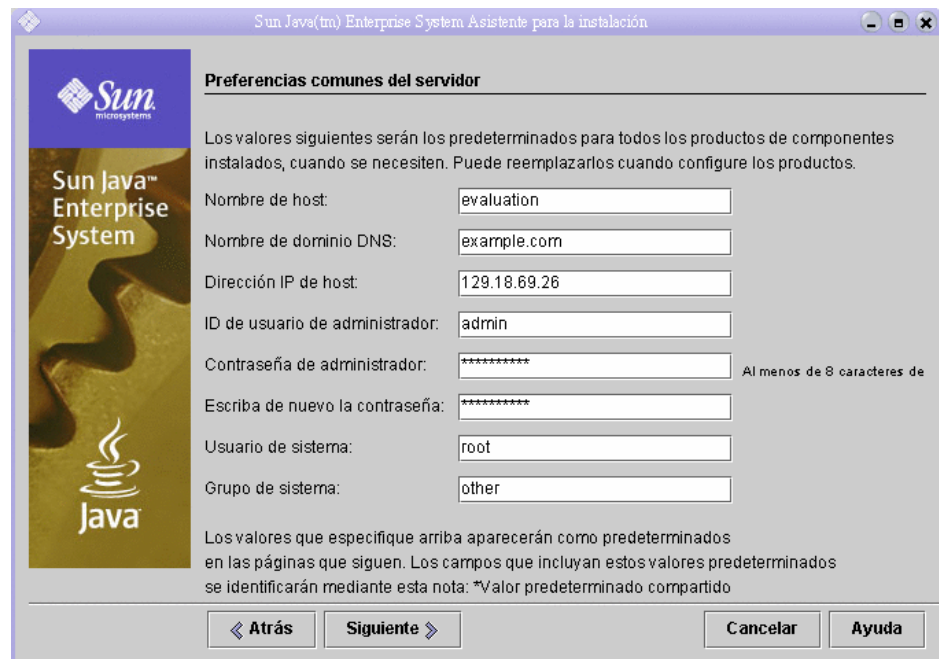 Sun Java(tm) Enterprise System Asistente para la instalación
Sun
microsystems
Sun Java™
Enterprise
System
Java
Preferencias comunes del servidor
Los valores siguientes serán los predeterminados para todos los productos de componentes
instalados, cuando se necesiten. Puede reemplazarlos cuando configure los productos.
Nombre de host: evaluation
Nombre de dominio DNS: example.com
Dirección IP de host: 129.18.69.26
ID de usuario de administrador: admin
Contraseña de administrador: ********** Al menos de 8 caracteres de
Escriba de nuevo la contraseña: **********
Usuario de sistema: root
Grupo de sistema: other
Los valores que especifique arriba aparecerán como predeterminados
en las páginas que siguen. Los campos que incluyan estos valores predeterminados
se identificarán mediante esta nota: *Valor predeterminado compartido
Atrás Siguiente Cancelar Ayuda